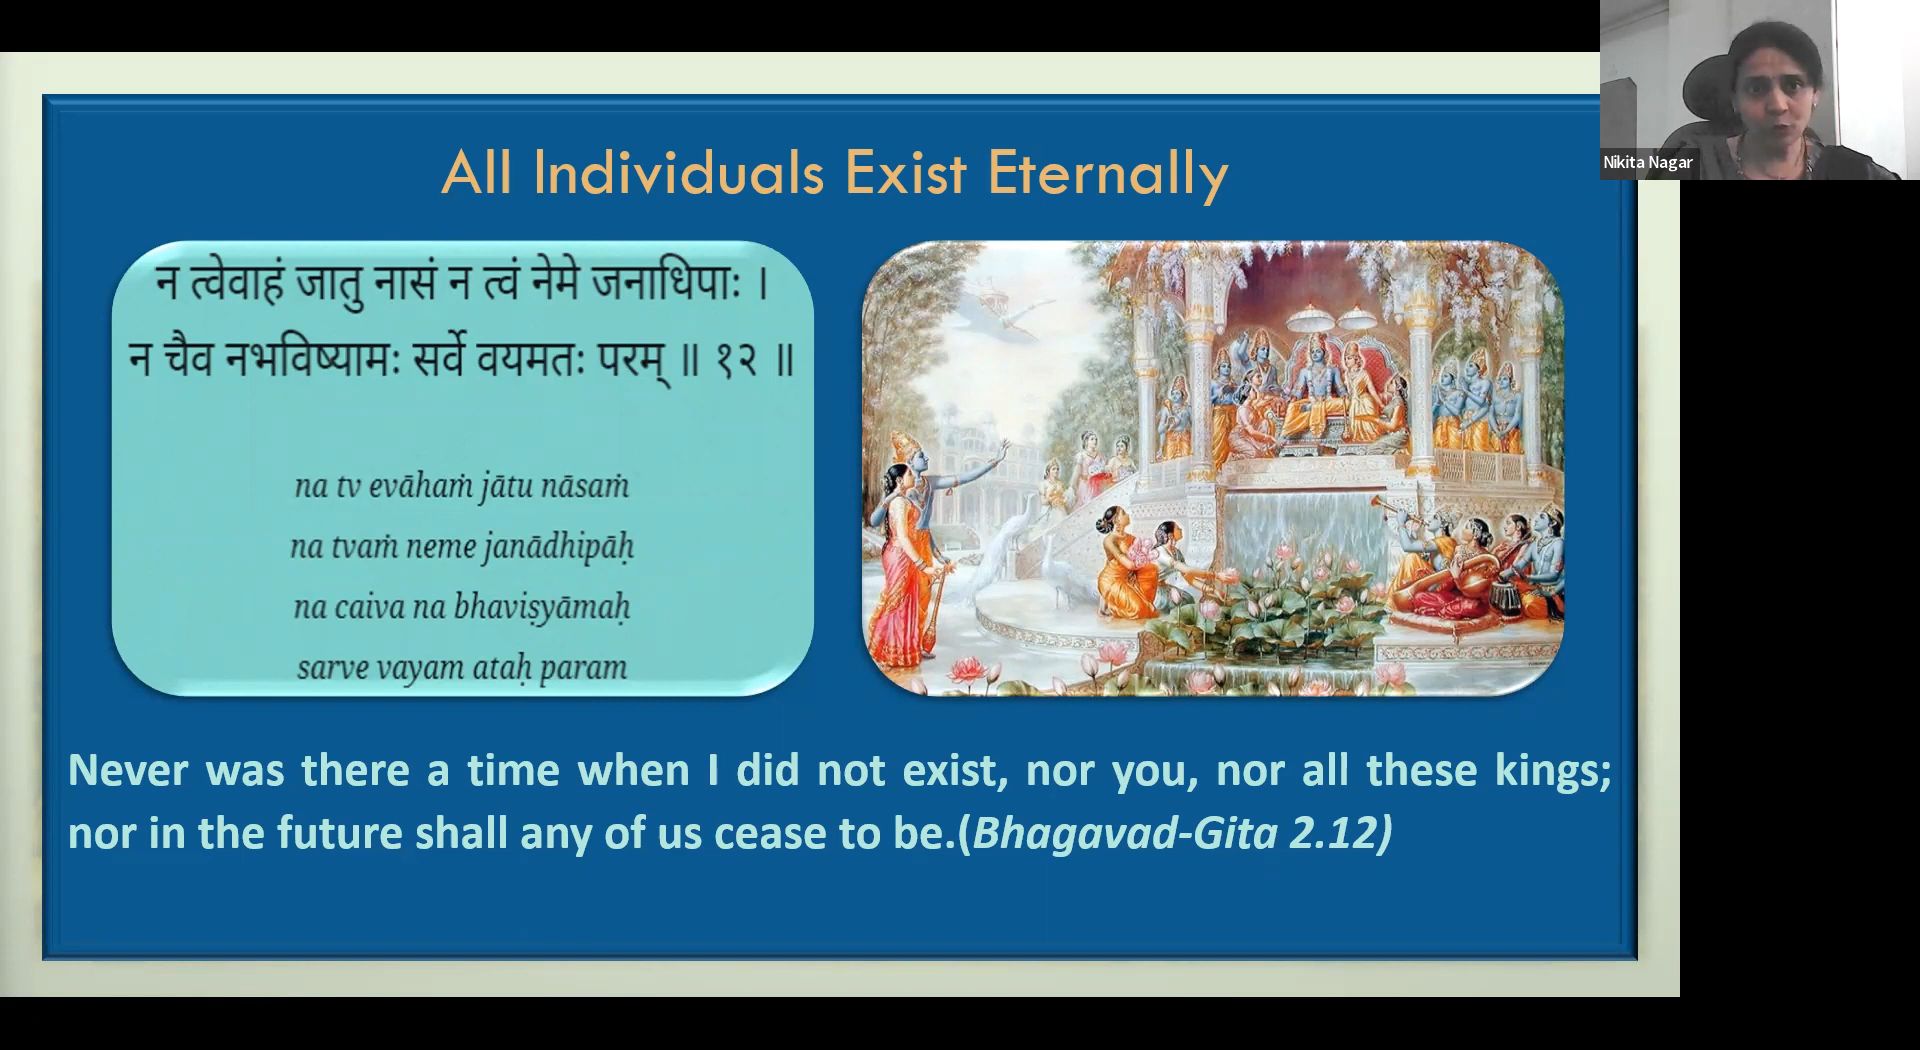 All Individuals Exist Eternally
न त्वेवाहं जातु नासं न त्वं नेमे जनाधिपाः ।
न चैव नभविष्यामः सर्वे वयमतः परम् ॥ १२ ॥
na tv evāhaṁ jātu nāsaṁ
na tvaṁ neme janādhipāḥ
na caiva na bhaviṣyāmaḥ
sarve vayam ataḥ param
Never was there a time when I did not exist, nor you, nor all these kings;
nor in the future shall any of us cease to be.(Bhagavad-Gita 2.12)
Nikita Nagar